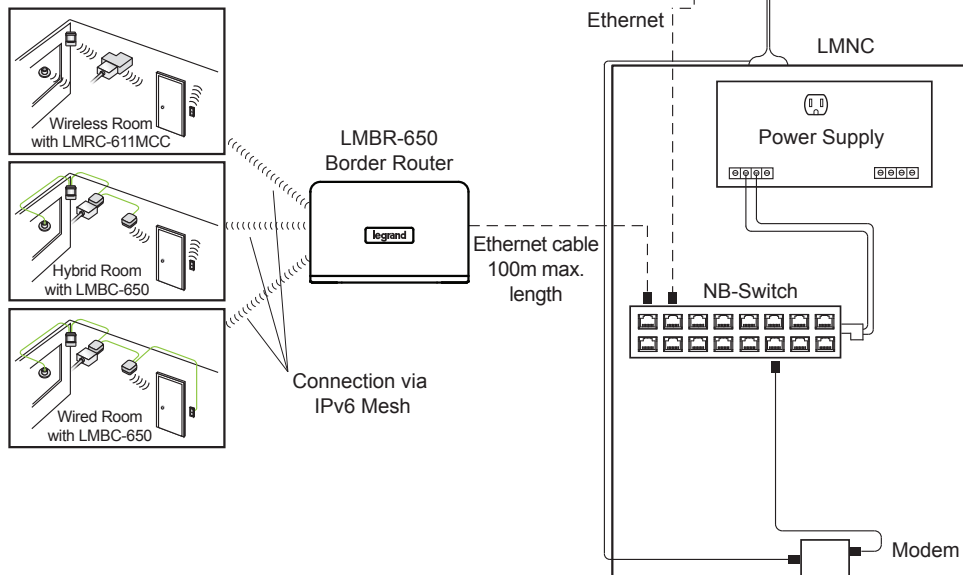 Ethernet
LMNC
Power Supply
Wireless Room
with LMRC-611MCC
LMBR-650
Border Router
legrand
Hybrid Room
with LMBC-650
Ethernet cable
100m max.
length
NB-Switch
Connection via
IPv6 Mesh
Wired Room
with LMBC-650
Modem